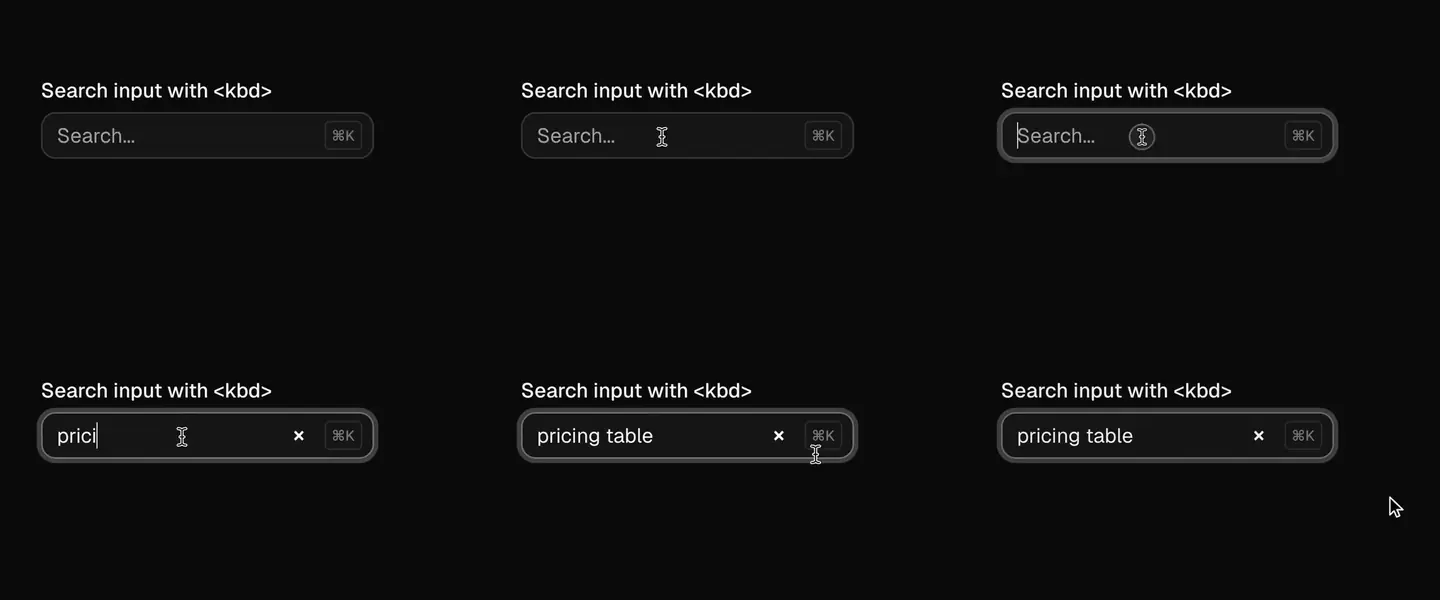 Search input with <kbd>
Search input with <kbd>
Search input with <kbd>
Search... ⌘K
Search... ⌘K
Search... ⌘K
Search input with <kbd>
Search input with <kbd>
Search input with <kbd>
prici × ⌘K
pricing table × ⌘K
pricing table × ⌘K